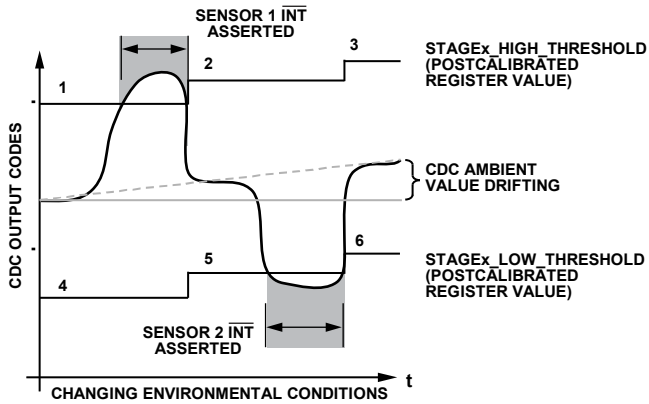 SENSOR 1 INT
ASSERTED
1
2
3
STAGEx_HIGH_THRESHOLD
(POSTCALIBRATED
REGISTER VALUE)
CDC OUTPUT CODES
CDC AMBIENT
VALUE DRIFTING
4
5
6
STAGEx_LOW_THRESHOLD
(POSTCALIBRATED
REGISTER VALUE)
SENSOR 2 INT
ASSERTED
t
CHANGING ENVIRONMENTAL CONDITIONS